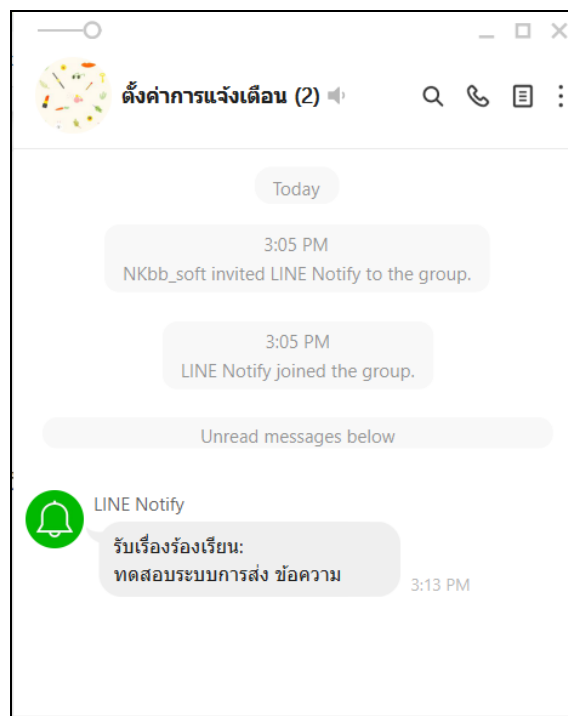 ตั้งค่าการแจ้งเตือน (2)
Today
3:05 PM
NKbb_soft invited LINE Notify to the group.
3:05 PM
LINE Notify joined the group.
Unread messages below
LINE Notify
รับเรื่องร้องเรียน:
ทดสอบระบบการส่ง ข้อความ
3:13 PM